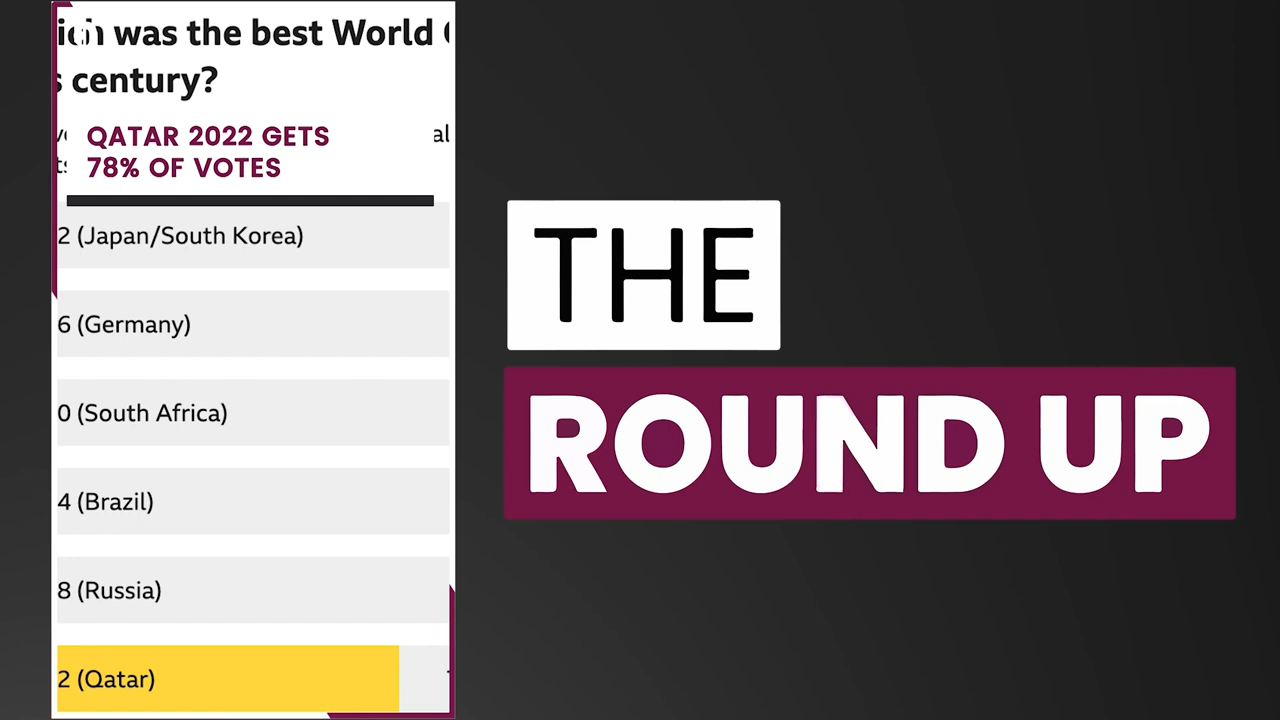 was the best World
century?
QATAR 2022 GETS
78% OF VOTES
2 (Japan/South Korea)
6 (Germany)
0 (South Africa)
4 (Brazil)
8 (Russia)
2 (Qatar)
THE
ROUND UP